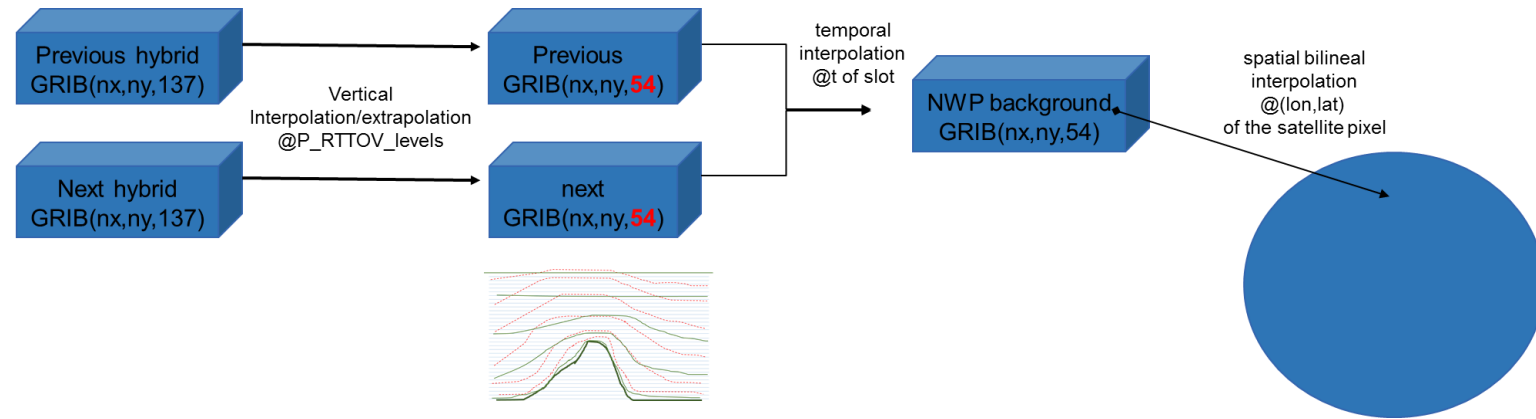 Previous hybrid
GRIB(nx,ny,137)
Vertical
Interpolation/extrapolation
@P_RTTOV_levels
Next hybrid
GRIB(nx,ny,137)
Previous
GRIB(nx,ny,54)
next
GRIB(nx,ny,54)
temporal
interpolation
@t of slot
NWP background
GRIB(nx,ny,54)
spatial bilineal
interpolation
@(lon,lat)
of the satellite pixel